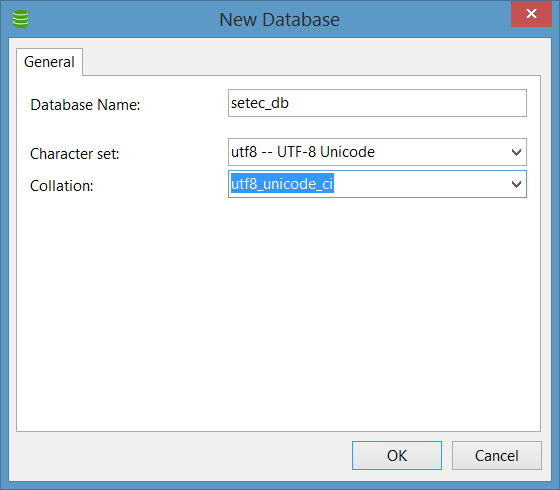 New Database
General
Database Name: setec_db
Character set: utf8 -- UTF-8 Unicode
Collation: utf8_unicode_ci
OK Cancel